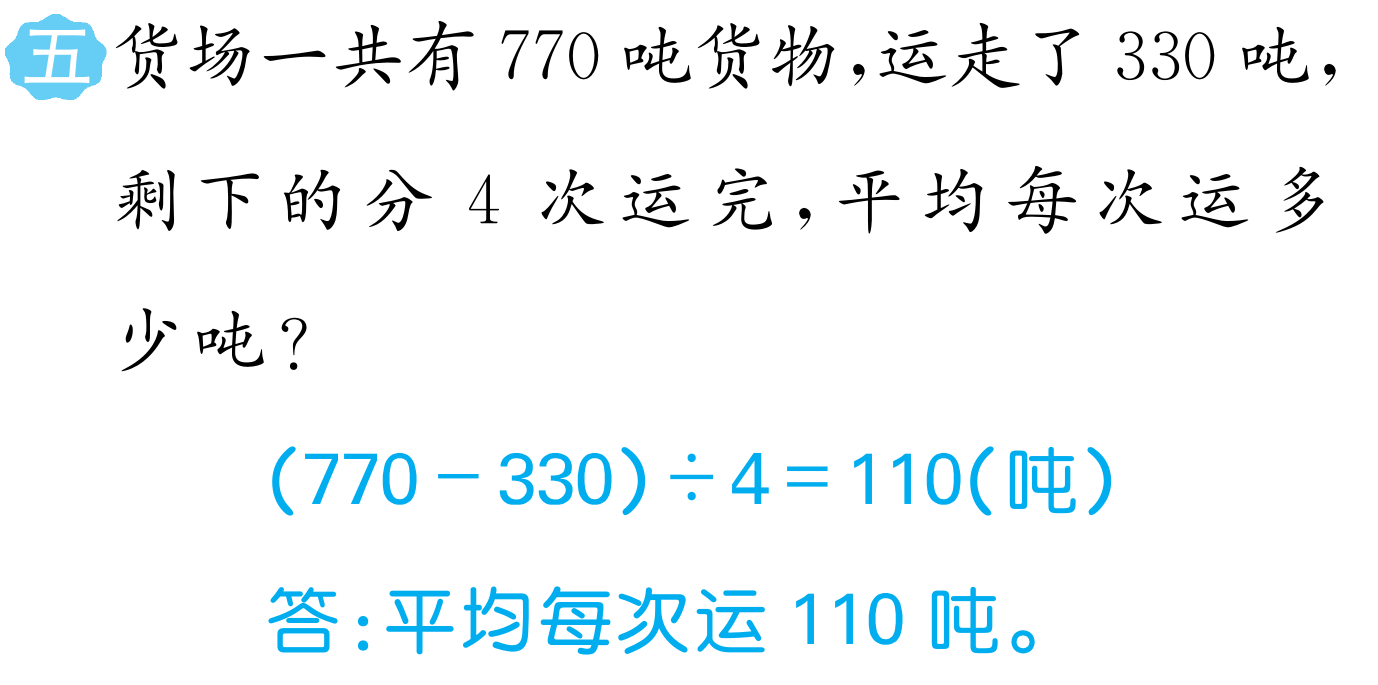 五 货场一共有 770 吨货物,运走了 330 吨,
剩下的分 4 次运完,平均每次运多
少吨?
(770－330)÷4＝110(吨)
答:平均每次运 110 吨。